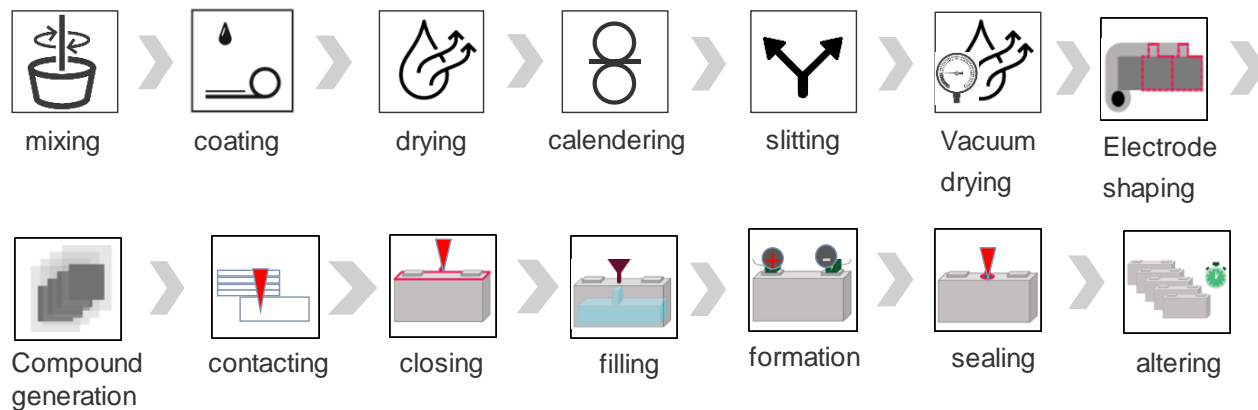 mixing
coating
drying
calendering
slitting
Vacuum
drying
Electrode
shaping
Compound
generation
contacting
closing
filling
+
-
formation
sealing
altering